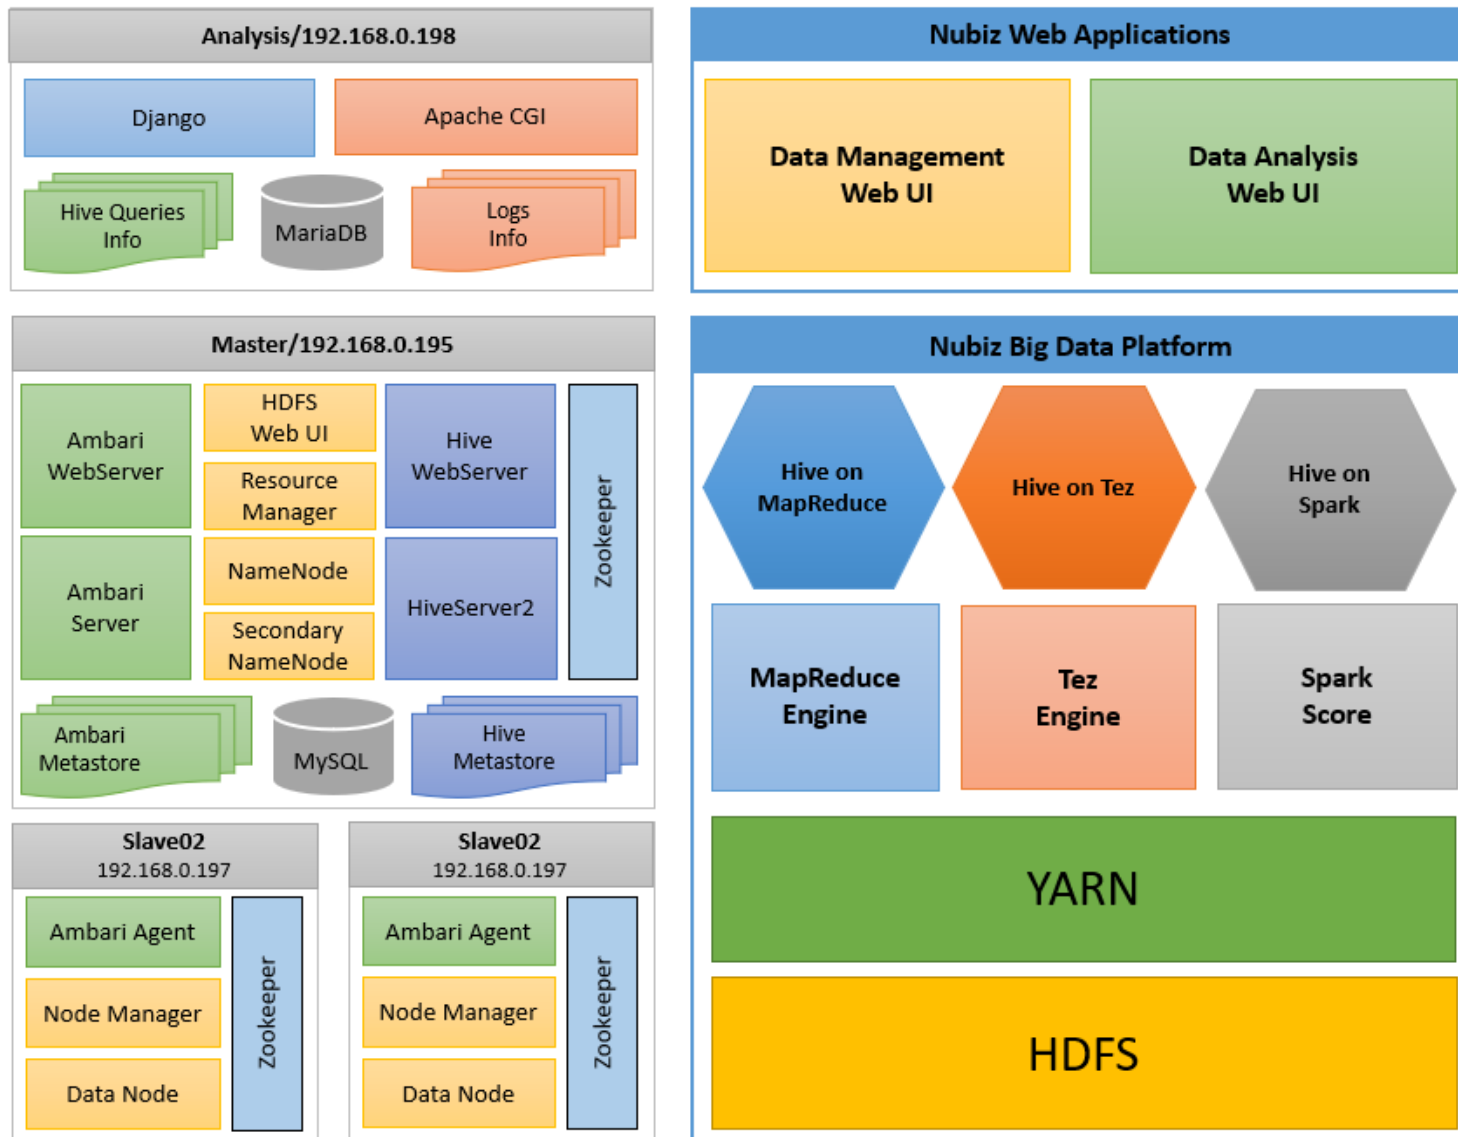 Analysis/192.168.0.198
Django
Apache CGI
Hive Queries
Info
MariaDB
Logs
Info
Nubiz Web Applications
Data Management
Web UI
Data Analysis
Web UI
Master/192.168.0.195
Ambari
WebServer
HDFS
Web UI
Hive
WebServer
Resource
Manager
Ambari
Server
NameNode
HiveServer2
Secondary
NameNode
Zookeeper
Ambari
Metastore
MySQL
Hive
Metastore
Slave02
192.168.0.197
Ambari Agent
Node Manager
Data Node
Zookeeper
Slave02
192.168.0.197
Ambari Agent
Node Manager
Data Node
Zookeeper
Nubiz Big Data Platform
Hive on
MapReduce
Hive on Tez
Hive on
Spark
MapReduce
Engine
Tez
Engine
Spark
Score
YARN
HDFS